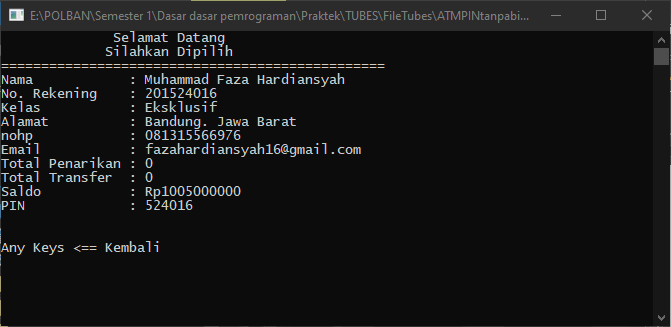 E:\POLBAN\Semester 1\Dasar dasar pemrograman\Praktek\TUBES\FileTubes\ATMPINtanpabi...
Selamat Datang
Silahkan Dipilih
================================================
Nama            : Muhammad Faza Hardiansyah
No. Rekening    : 201524016
Kelas           : Eksklusif
Alamat          : Bandung. Jawa Barat
nohp            : 081315566976
Email           : fazahardiansyah16@gmail.com
Total Penarikan : 0
Total Transfer  : 0
Saldo           : Rp1005000000
PIN             : 524016
Any Keys <== Kembali